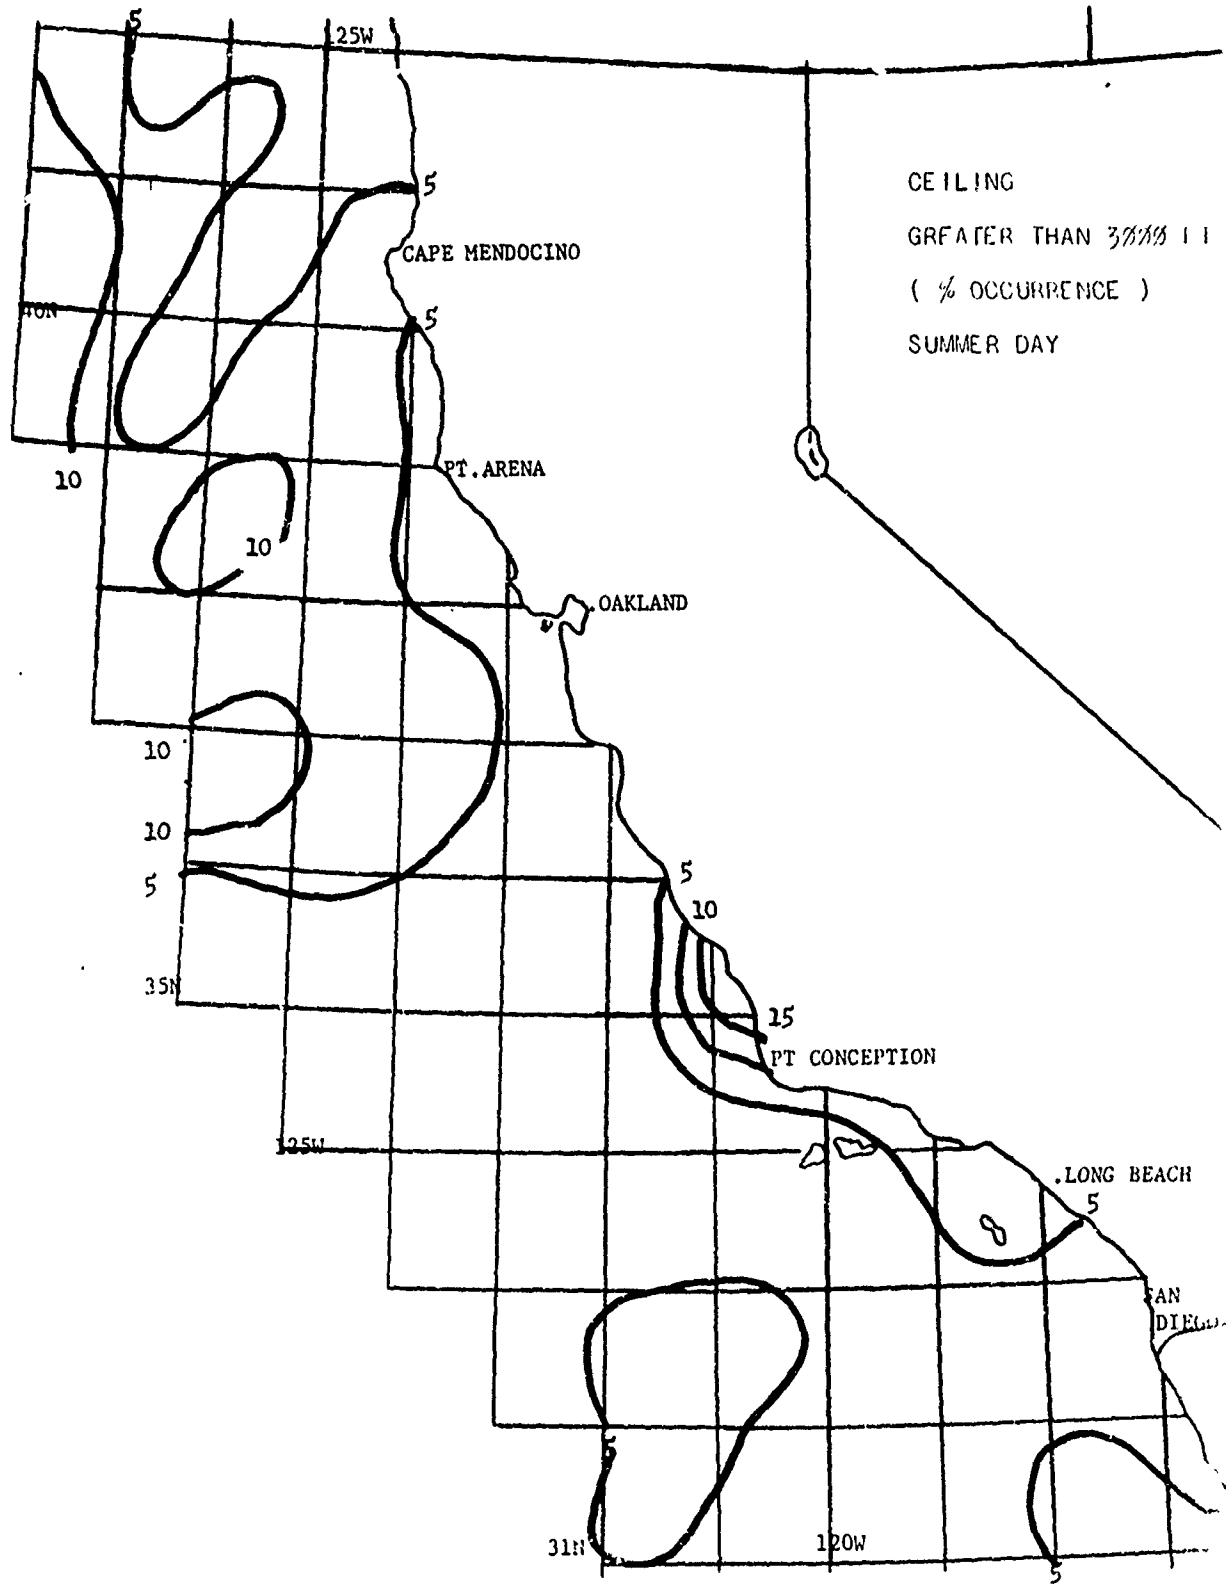 5
125W
CEILING
5
GREATER THAN 3000
CAPE MENDOCINO
( % OCCURRENCE )
40N
5
SUMMER DAY
PT.ARENA
10
10
.OAKLAND
10
10
5
5
10
35N
15
PT CONCEPTION
125W
.LONG BEACH
5
SAN
DIEGO
5
31N
120W
5